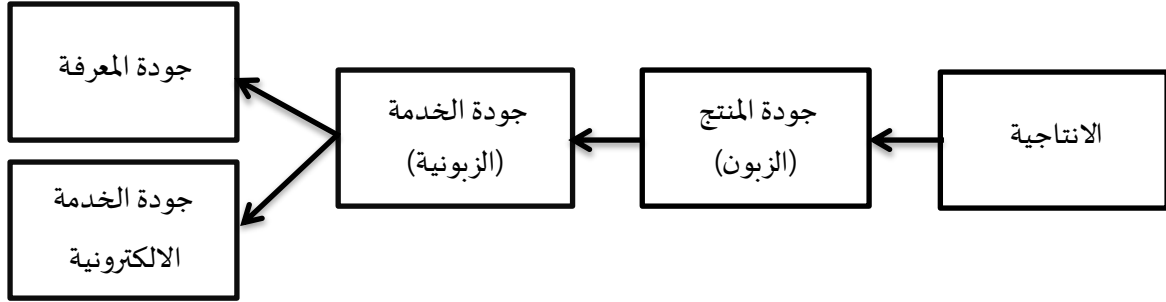 الانتاجية
جودة المنتج
(الزبون)
جودة الخدمة
(الزبونية)
جودة المعرفة
جودة الخدمة
الالكترونية